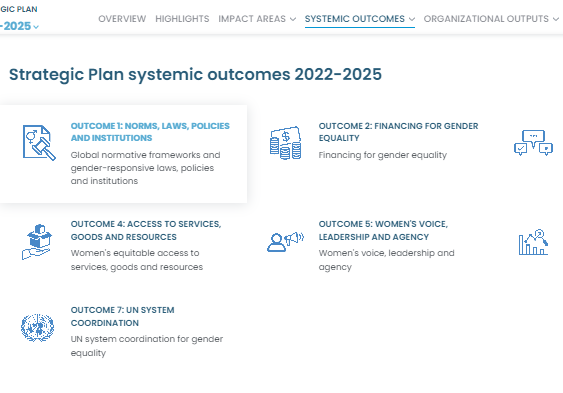 GIC PLAN
-2025
OVERVIEW HIGHLIGHTS IMPACT AREAS SYSTEMIC OUTCOMES ORGANIZATIONAL OUTPUTS
Strategic Plan systemic outcomes 2022-2025
OUTCOME 1: NORMS, LAWS, POLICIES
AND INSTITUTIONS
Global normative frameworks and
gender-responsive laws, policies
and institutions
OUTCOME 2: FINANCING FOR GENDER
EQUALITY
Financing for gender equality
OUTCOME 4: ACCESS TO SERVICES,
GOODS AND RESOURCES
Women's equitable access to
services, goods and resources
OUTCOME 5: WOMEN'S VOICE,
LEADERSHIP AND AGENCY
Women's voice, leadership and
agency
OUTCOME 7: UN SYSTEM
COORDINATION
UN system coordination for gender
equality